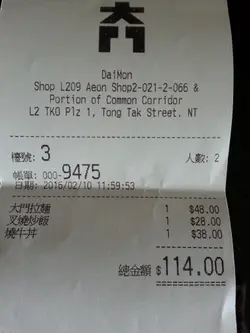 大門
DaiMon
Shop L209 Aeon Shop2-021-2-066 &
Portion of Common Corridor
L2 TKO Plz 1, Tong Tak Street, NT
檯號: 3
人數: 2
帳單: 000-9475
日期: 2016/02/10 11:59:53
大門拉麵 1 $48.00
叉燒炒飯 1 $28.00
燒牛丼 1 $38.00
總金額 $114.00